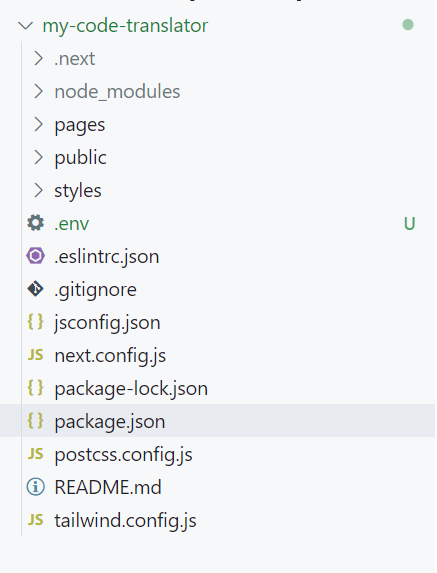 my-code-translator
.next
node_modules
pages
public
styles
.env U
.eslintrc.json
.gitignore
{ } jsconfig.json
JS next.config.js
{ } package-lock.json
{ } package.json
JS postcss.config.js
README.md
JS tailwind.config.js